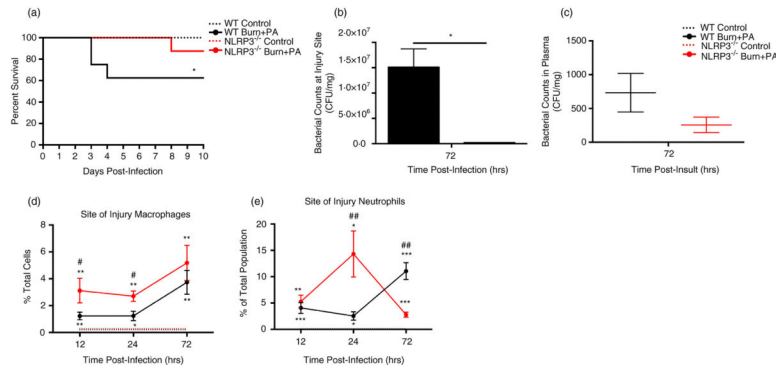 (a)
WT Control
WT Burn+PA
NLRP3-/- Control
NLRP3-/- Burn+PA
Percent Survival
100
80
60
40
20
0
*
0 1 2 3 4 5 6 7 8 9 10
Days Post-Infection
(b)
Bacterial Counts at Injury Site
(CFU/mg)
2.0×10⁷
1.5×10⁷
1.0×10⁷
5.0×10⁶
0.0
*
72
Time Post-Infection (hrs)
(c)
WT Control
WT Burn+PA
NLRP3-/- Control
NLRP3-/- Burn+PA
Bacterial Counts in Plasma
(CFU/mg)
1000
500
0
72
Time Post-Insult (hrs)
(d)
Site of Injury Macrophages
% Total Cells
8
6
4
2
0
#
**
**
#
**
*
**
**
12 24 72
Time Post-Infection (hrs)
(e)
Site of Injury Neutrophils
% of Total Population
20
15
10
5
0
**
***
##
*
*
##
***
***
12 24 72
Time Post-Infection (hrs)